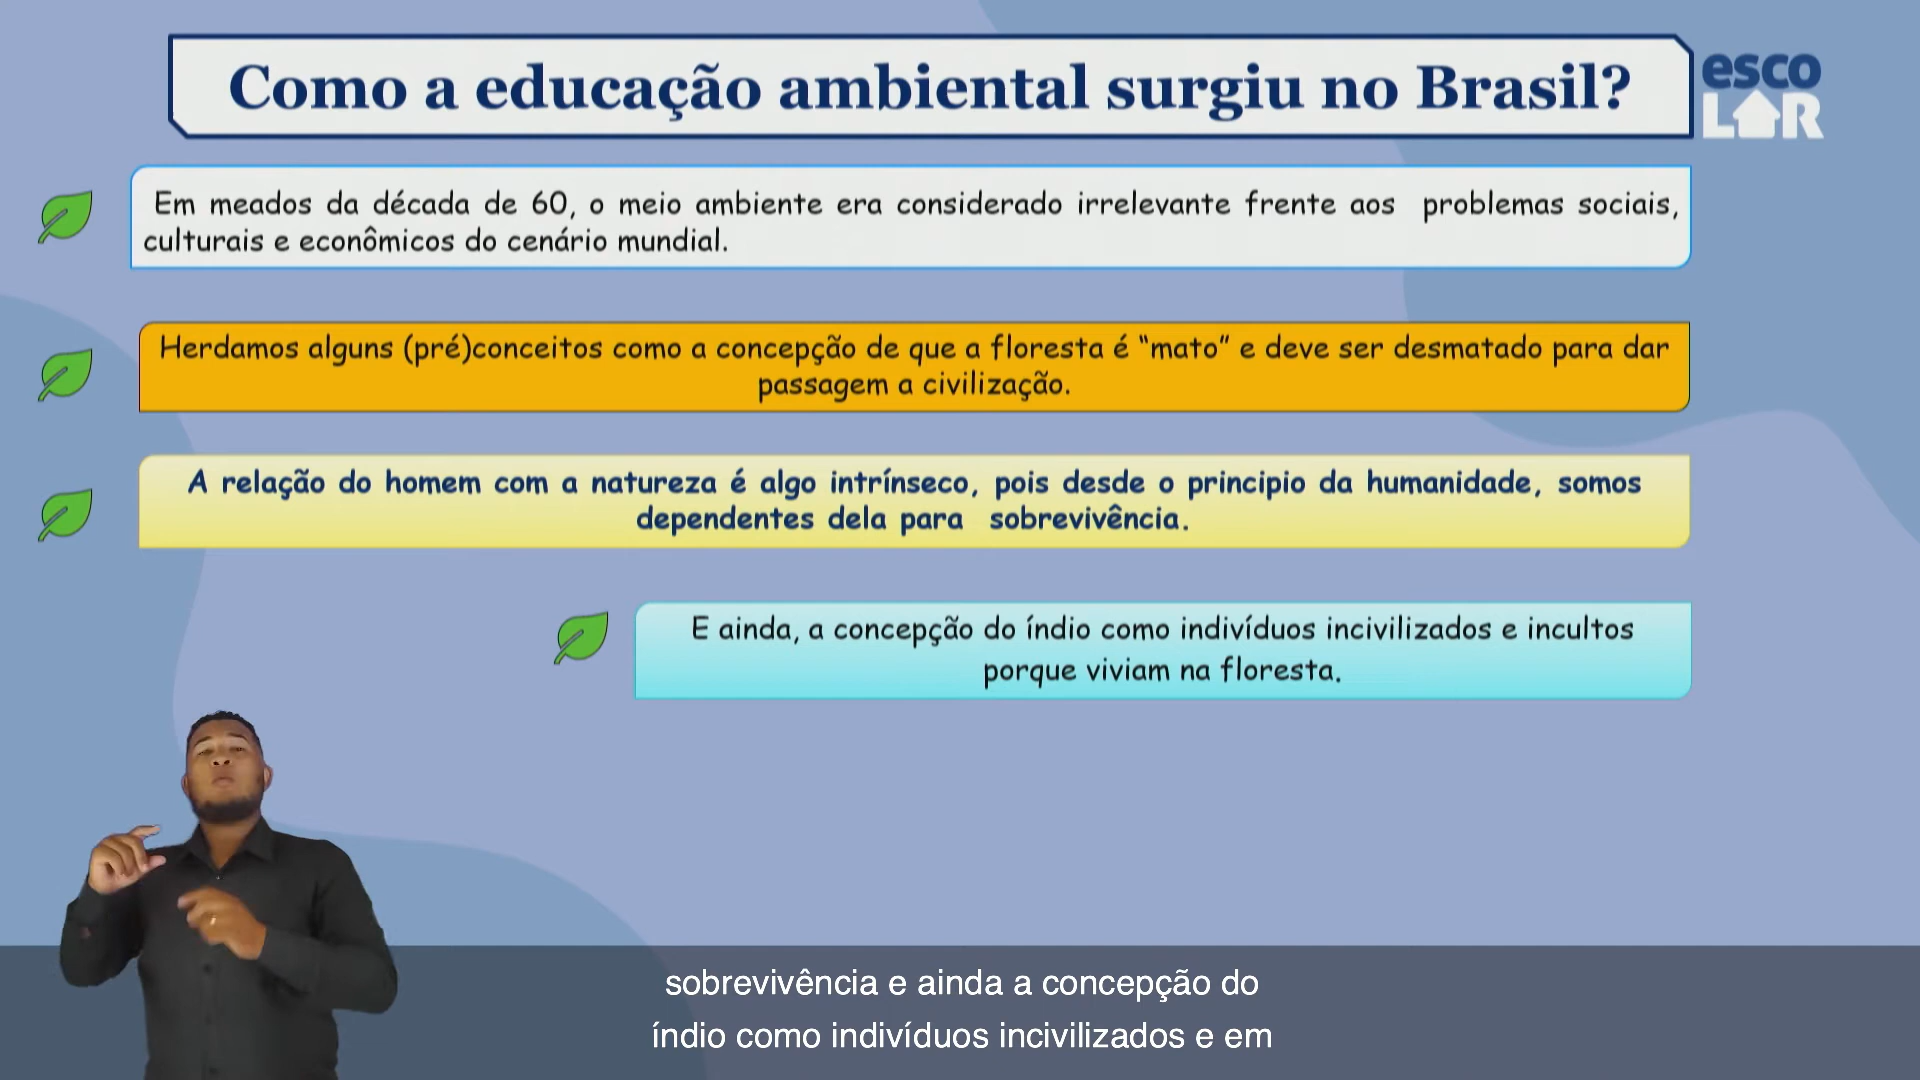 Como a educação ambiental surgiu no Brasil?
esco
LAR
Em meados da década de 60, o meio ambiente era considerado irrelevante frente aos problemas sociais,
culturais e econômicos do cenário mundial.
Herdamos alguns (pré)conceitos como a concepção de que a floresta é “mato” e deve ser desmatado para dar
passagem a civilização.
A relação do homem com a natureza é algo intrínseco, pois desde o principio da humanidade, somos
dependentes dela para sobrevivência.
E ainda, a concepção do índio como indivíduos incivilizados e incultos
porque viviam na floresta.
sobrevivência e ainda a concepção do
índio como indivíduos incivilizados e em